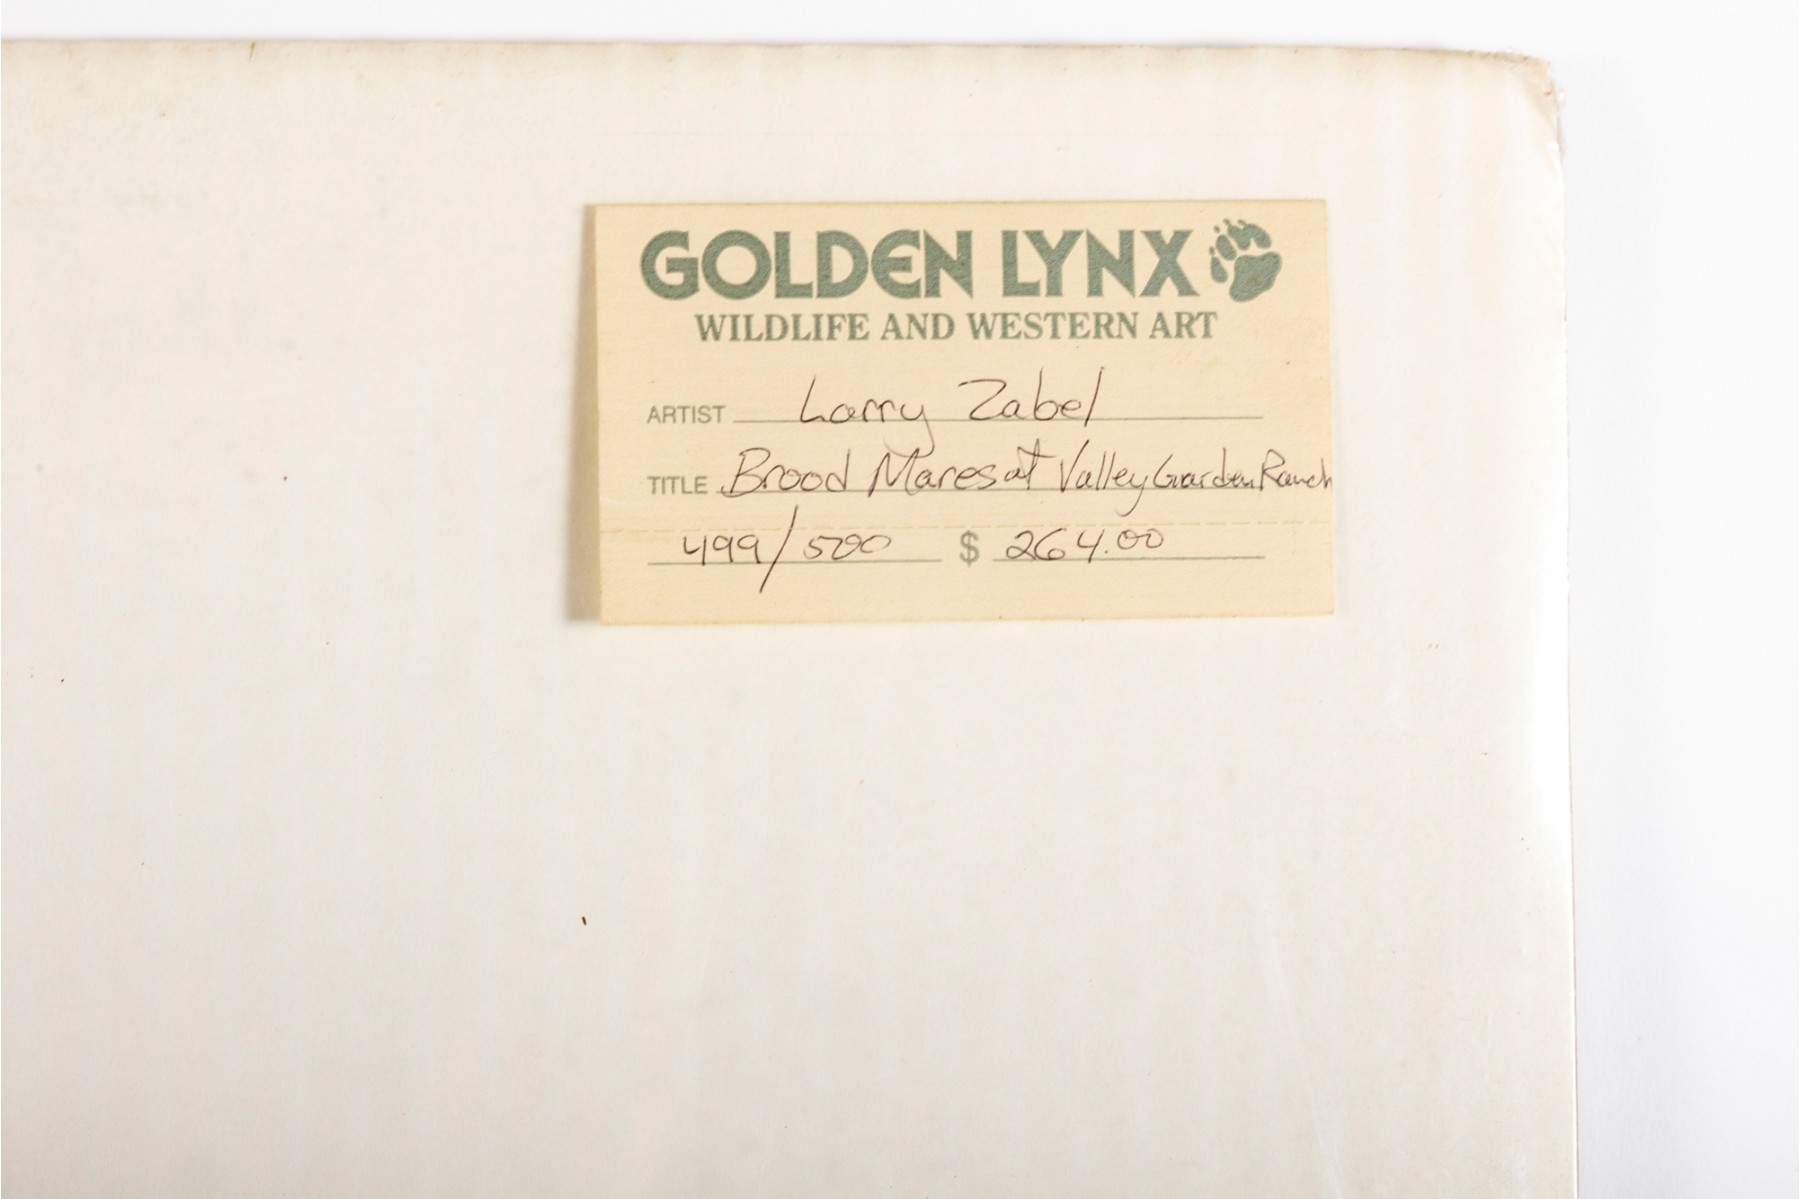 GOLDEN LYNX
WILDLIFE AND WESTERN ART
ARTIST Larry Zabel
TITLE Brood Mares at Valley Garden Ranch
499/500 $ 264.00